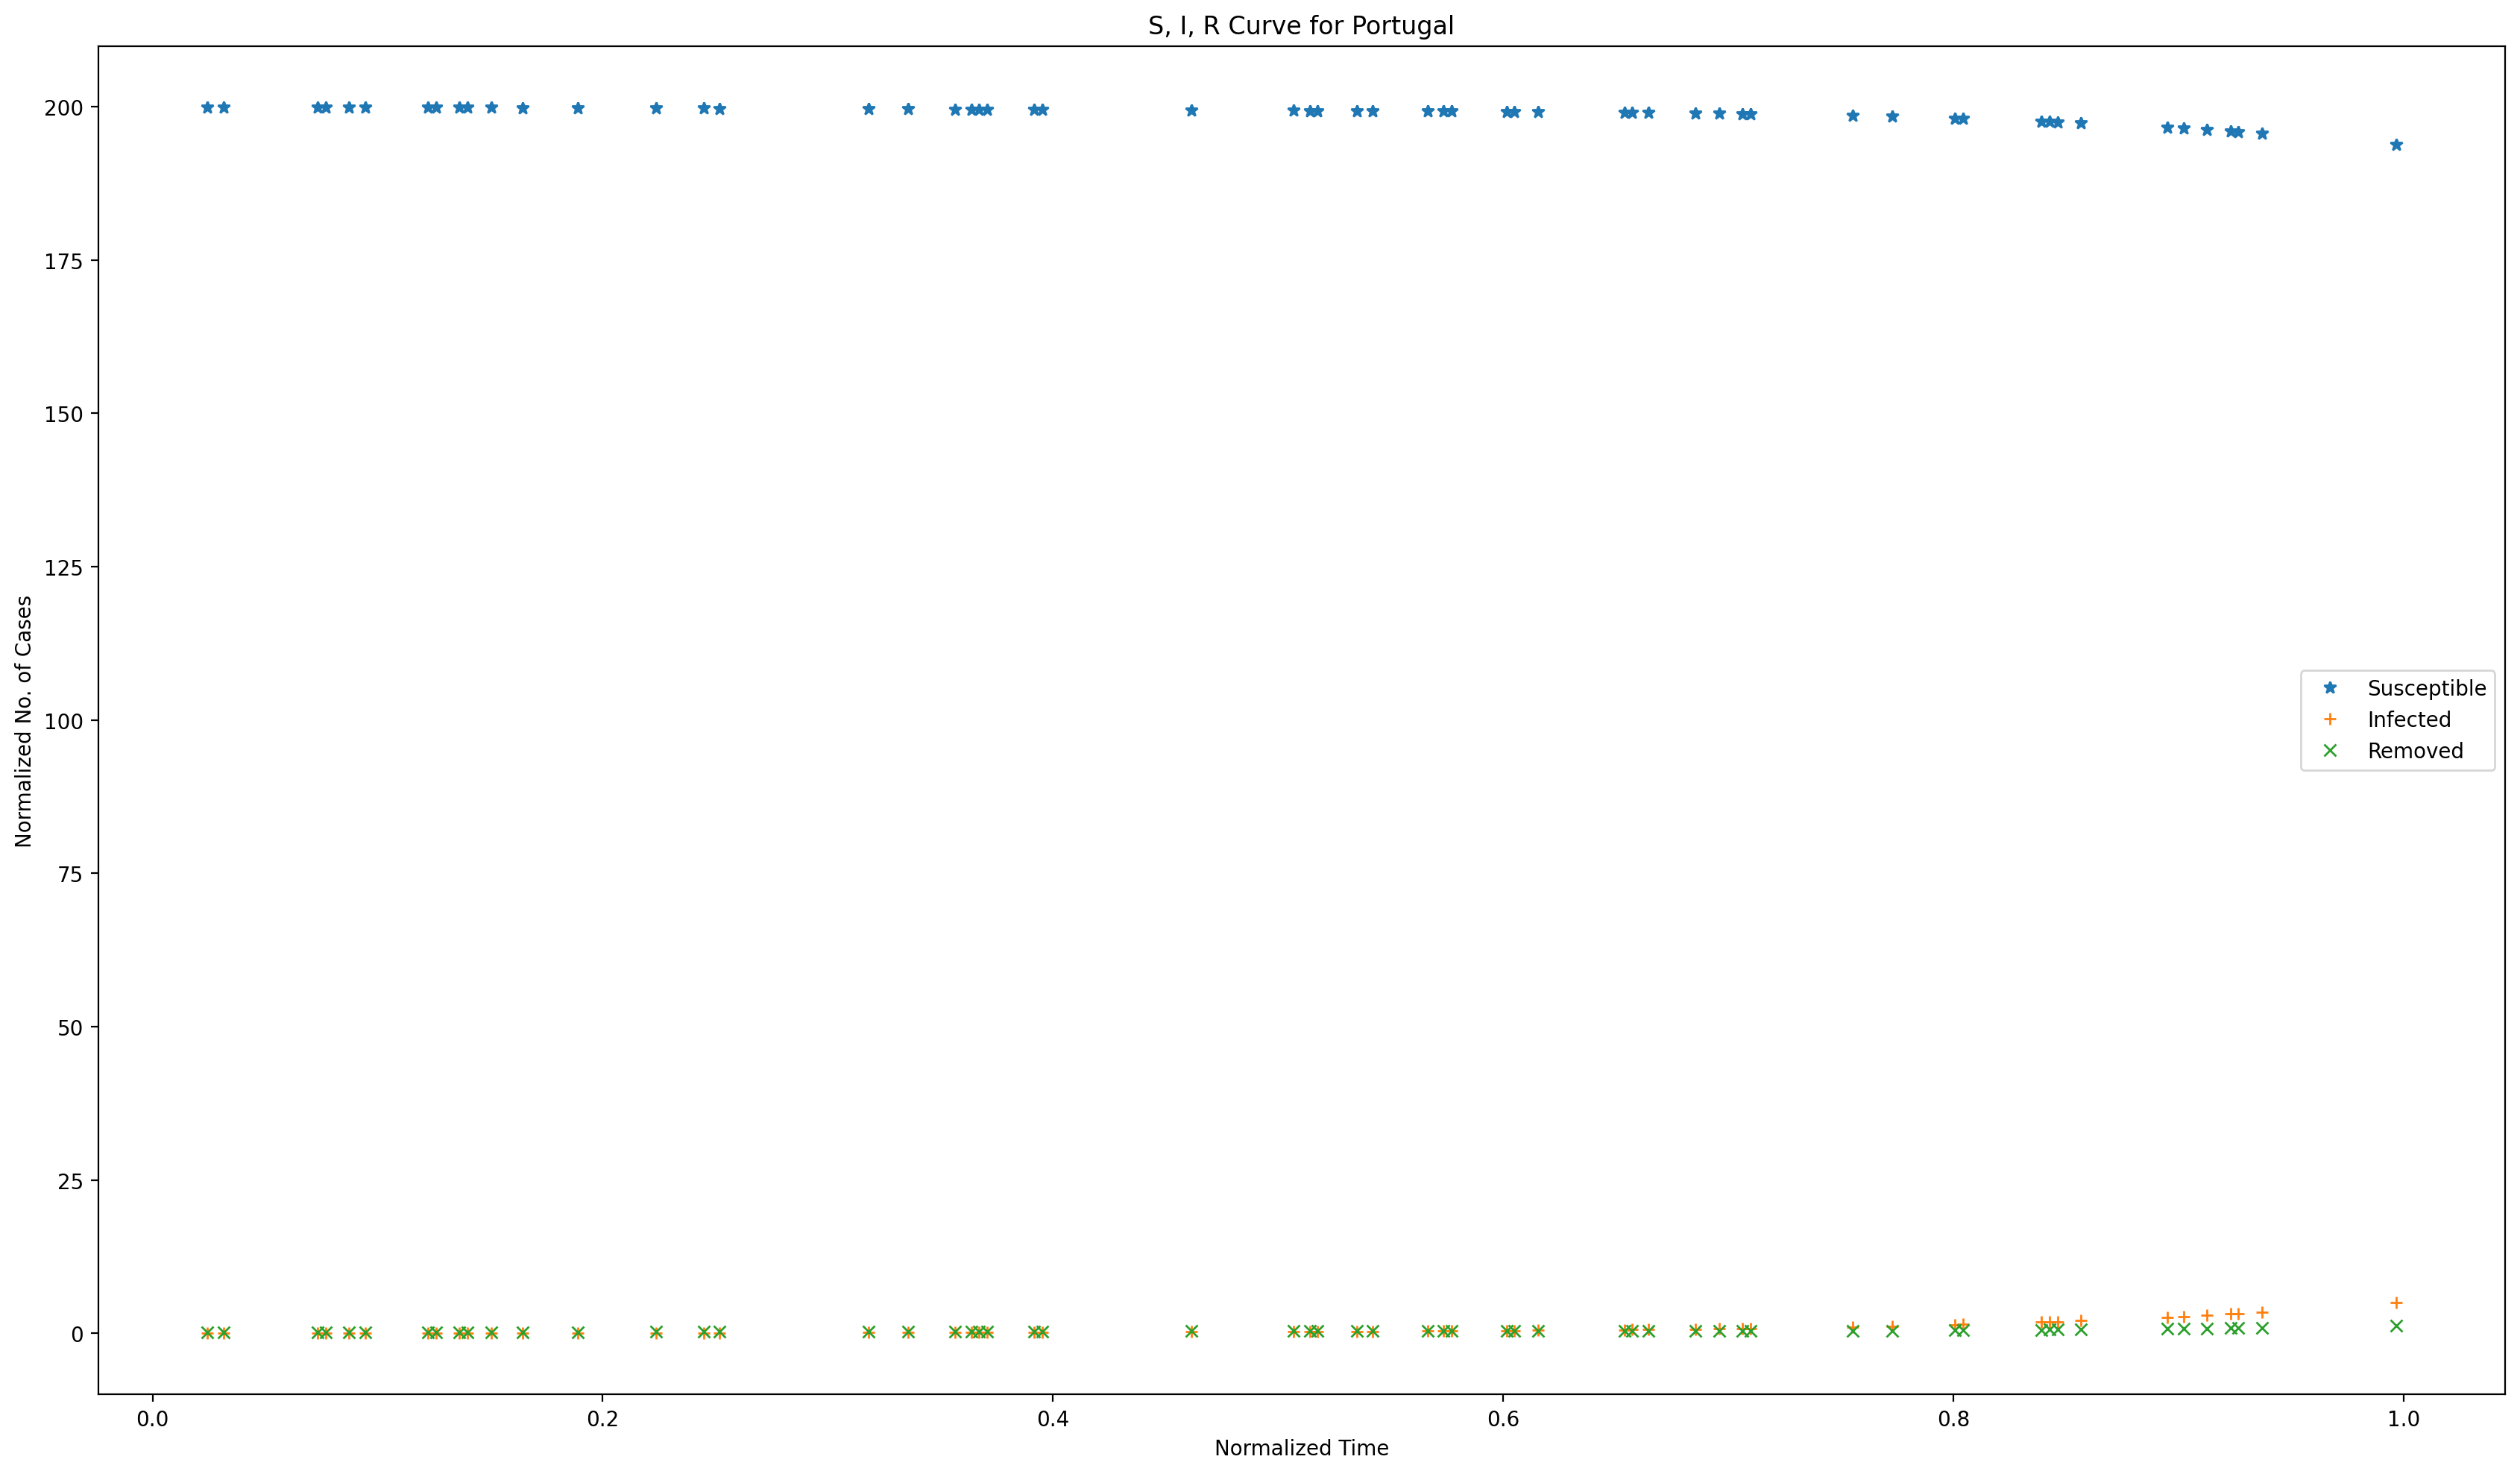 S, I, R Curve for Portugal
200
175
150
125
100
75
50
25
0
Normalized No. of Cases
Susceptible
Infected
Removed
0.0 0.2 0.4 0.6 0.8 1.0
Normalized Time